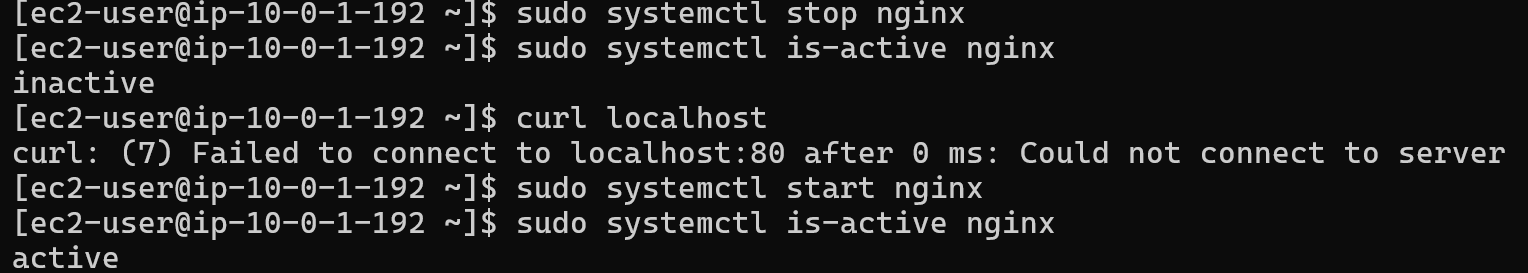 [ec2-user@ip-10-0-1-192 ~]$ sudo systemctl stop nginx
[ec2-user@ip-10-0-1-192 ~]$ sudo systemctl is-active nginx
inactive
[ec2-user@ip-10-0-1-192 ~]$ curl localhost
curl: (7) Failed to connect to localhost:80 after 0 ms: Could not connect to server
[ec2-user@ip-10-0-1-192 ~]$ sudo systemctl start nginx
[ec2-user@ip-10-0-1-192 ~]$ sudo systemctl is-active nginx
active